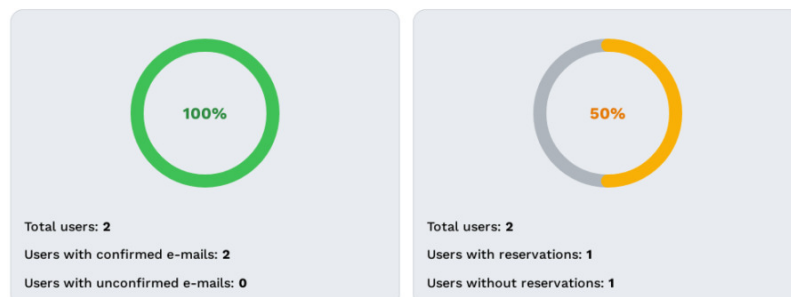 100%
Total users: 2
Users with confirmed e-mails: 2
Users with unconfirmed e-mails: 0
50%
Total users: 2
Users with reservations: 1
Users without reservations: 1